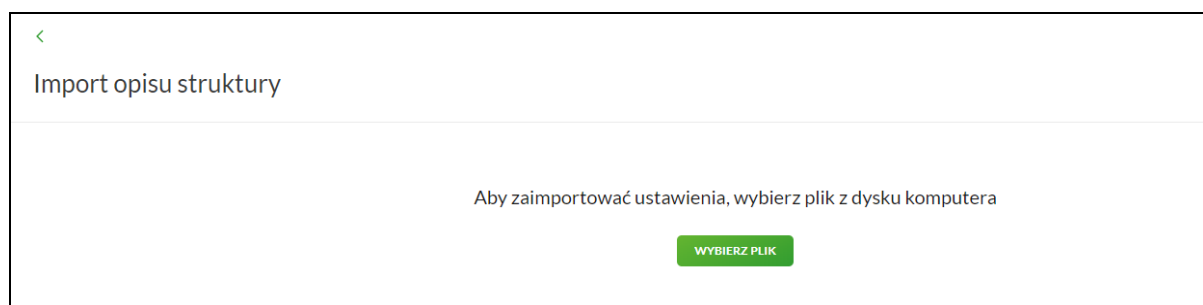 Import opisu struktury
Aby zaimportować ustawienia, wybierz plik z dysku komputera
WYBIERZ PLIK